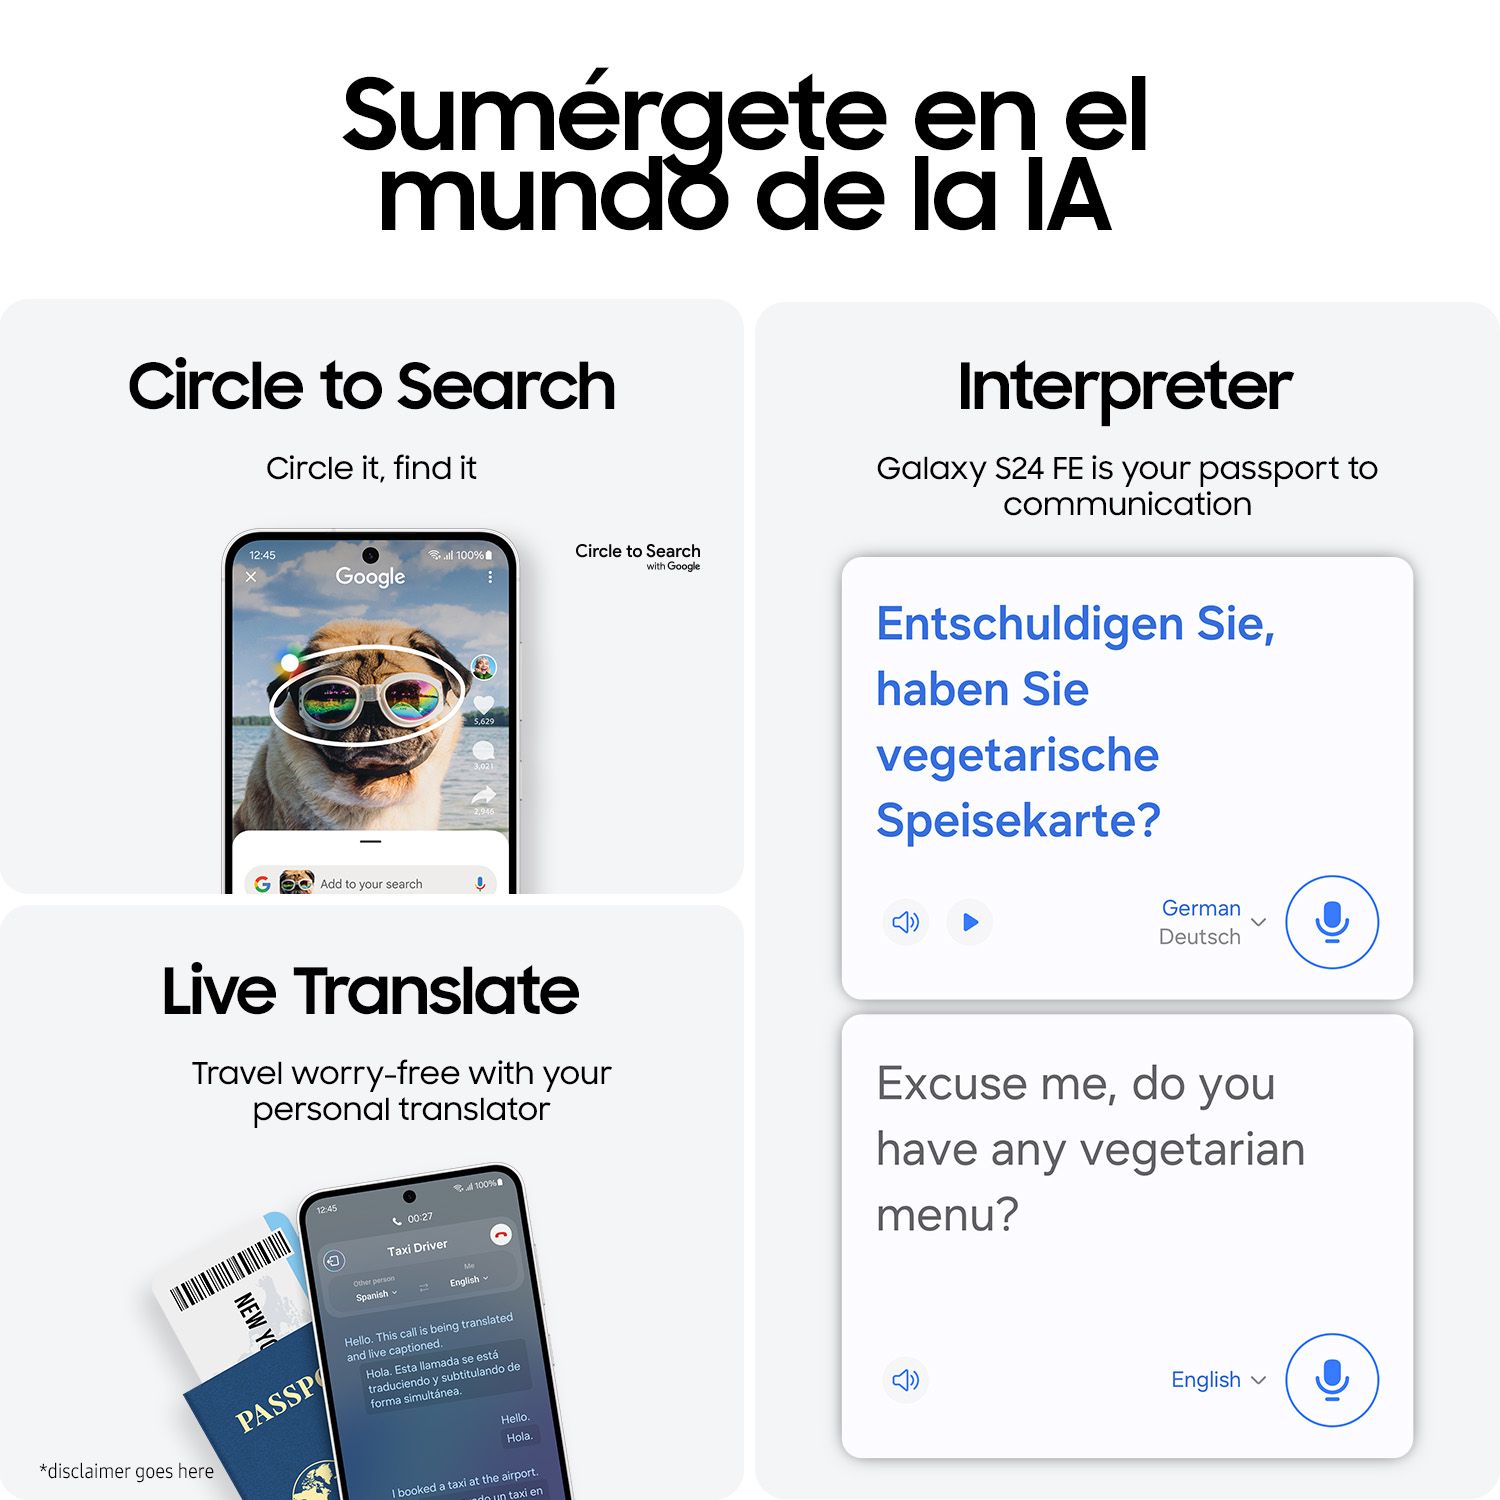 Sumérgete en el
mundo de la IA
Circle to Search
Circle it, find it
Circle to Search
with Google
12:45
100%
Google
5,629
3,021
2,946
Add to your search
Live Translate
Travel worry-free with your
personal translator
12:45
100%
00:27
Taxi Driver
Other person
Me
Spanish
English
Hello. This call is being translated
and live captioned.
Hola. Esta llamada se está
traduciendo y subtitulando de
forma simultánea.
Hello.
Hola.
I booked a taxi at the airport.
un taxi en
NEW YO
PASSPO
*disclaimer goes here
Interpreter
Galaxy S24 FE is your passport to
communication
Entschuldigen Sie,
haben Sie
vegetarische
Speisekarte?
German
Deutsch
Excuse me, do you
have any vegetarian
menu?
English